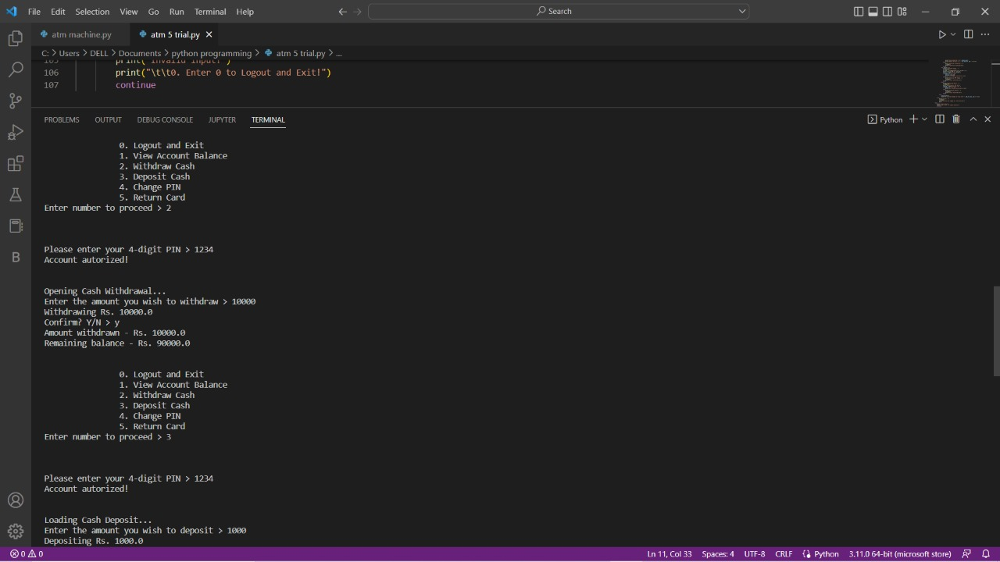 File Edit Selection View Go Run Terminal Help Search
atm machine.py atm 5 trial.py
C: > Users > DELL > Documents > python programming > atm 5 trial.py > ...
105 print("Invalid input!")
106 print("\t\t0. Enter 0 to Logout and Exit!")
107 continue
PROBLEMS OUTPUT DEBUG CONSOLE JUPYTER TERMINAL Python
0. Logout and Exit
1. View Account Balance
2. Withdraw Cash
3. Deposit Cash
4. Change PIN
5. Return Card
Enter number to proceed > 2
Please enter your 4-digit PIN > 1234
Account autorized!
Opening Cash Withdrawal...
Enter the amount you wish to withdraw > 10000
Withdrawing Rs. 10000.0
Confirm? Y/N > y
Amount withdrawn - Rs. 10000.0
Remaining balance - Rs. 90000.0
0. Logout and Exit
1. View Account Balance
2. Withdraw Cash
3. Deposit Cash
4. Change PIN
5. Return Card
Enter number to proceed > 3
Please enter your 4-digit PIN > 1234
Account autorized!
Loading Cash Deposit...
Enter the amount you wish to deposit > 1000
Depositing Rs. 1000.0
0 0 Ln 11, Col 33 Spaces: 4 UTF-8 CRLF Python 3.11.0 64-bit (microsoft store)